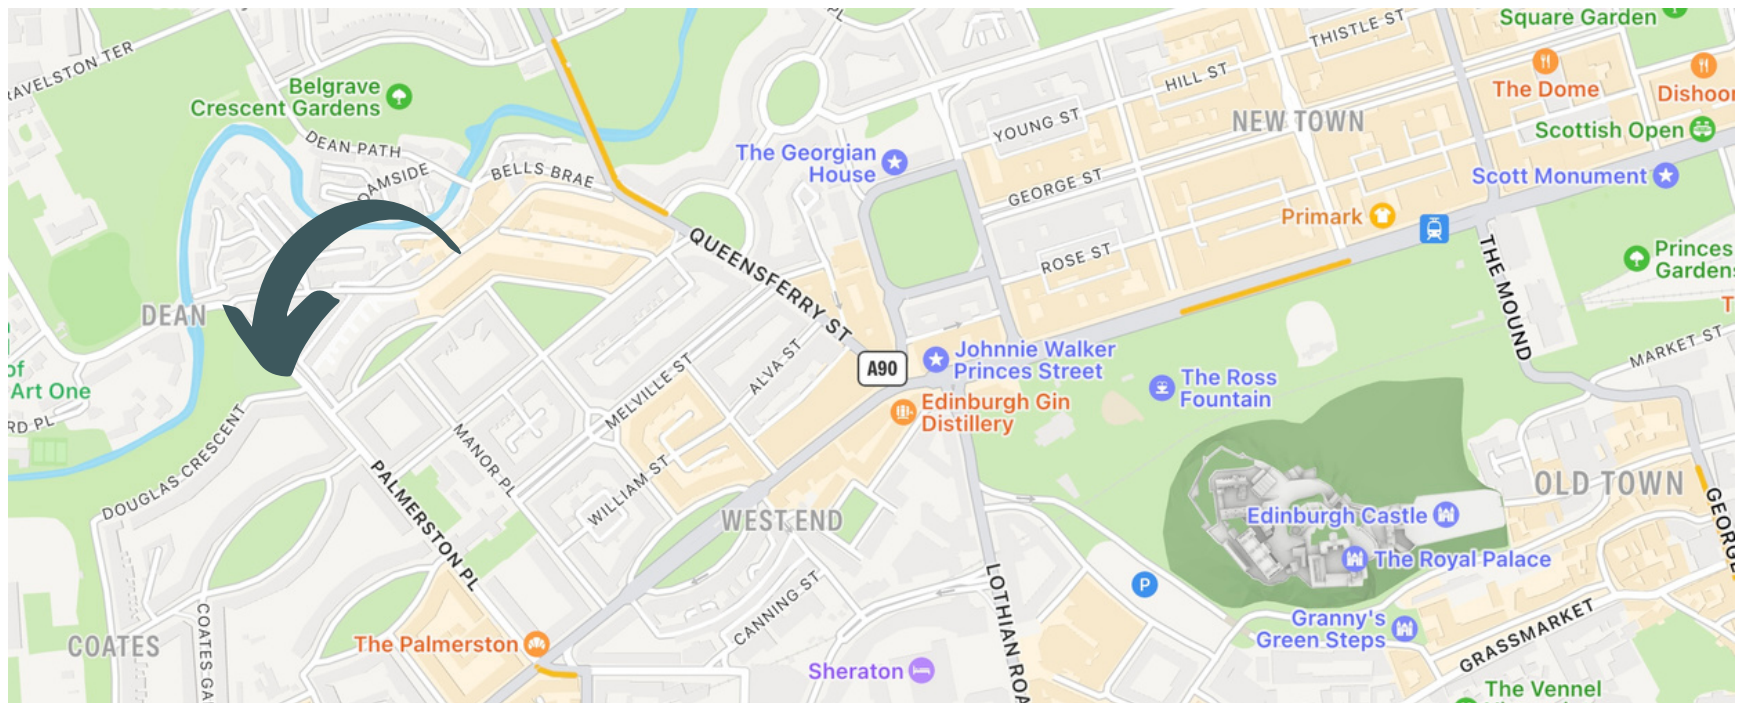 Square Garden
THISTLE ST
RAVELSTON TER
Belgrave
Crescent Gardens
HILL ST
The Dome
Dishoor
NEW TOWN
YOUNG ST
Scottish Open
DEAN PATH
The Georgian
House
BELLS BRAE
Scott Monument
DAMSIDE
GEORGE ST
Primark
QUEENSFERRY ST
ROSE ST
THE MOUND
Princes
Gardens
DEAN
Johnnie Walker
Princes Street
A90
MARKET ST
of
Art One
ALVA ST
MELVILLE ST
The Ross
Fountain
Edinburgh Gin
Distillery
RD PL
DOUGLAS CRESCENT
MANOR PL
PALMERSTON PL
WILLIAM ST
WEST END
OLD TOWN
Edinburgh Castle
GEORGE
The Royal Palace
P
LOTHIAN ROA
CANNING ST
COATES GA
COATES
The Palmerston
Granny's
Green Steps
GRASSMARKET
Sheraton
The Vennel